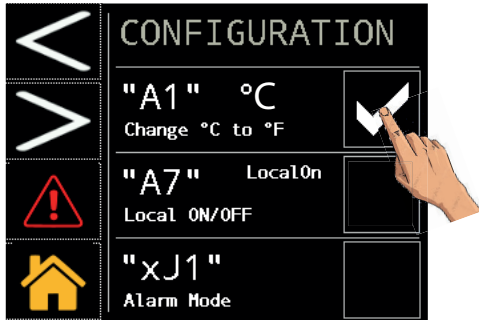 CONFIGURATION
"A1" °C
Change °C to °F
"A7" LocalOn
Local ON/OFF
"xJ1"
Alarm Mode